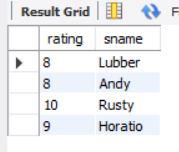 Result Grid F
rating sname
8 Lubber
8 Andy
10 Rusty
9 Horatio